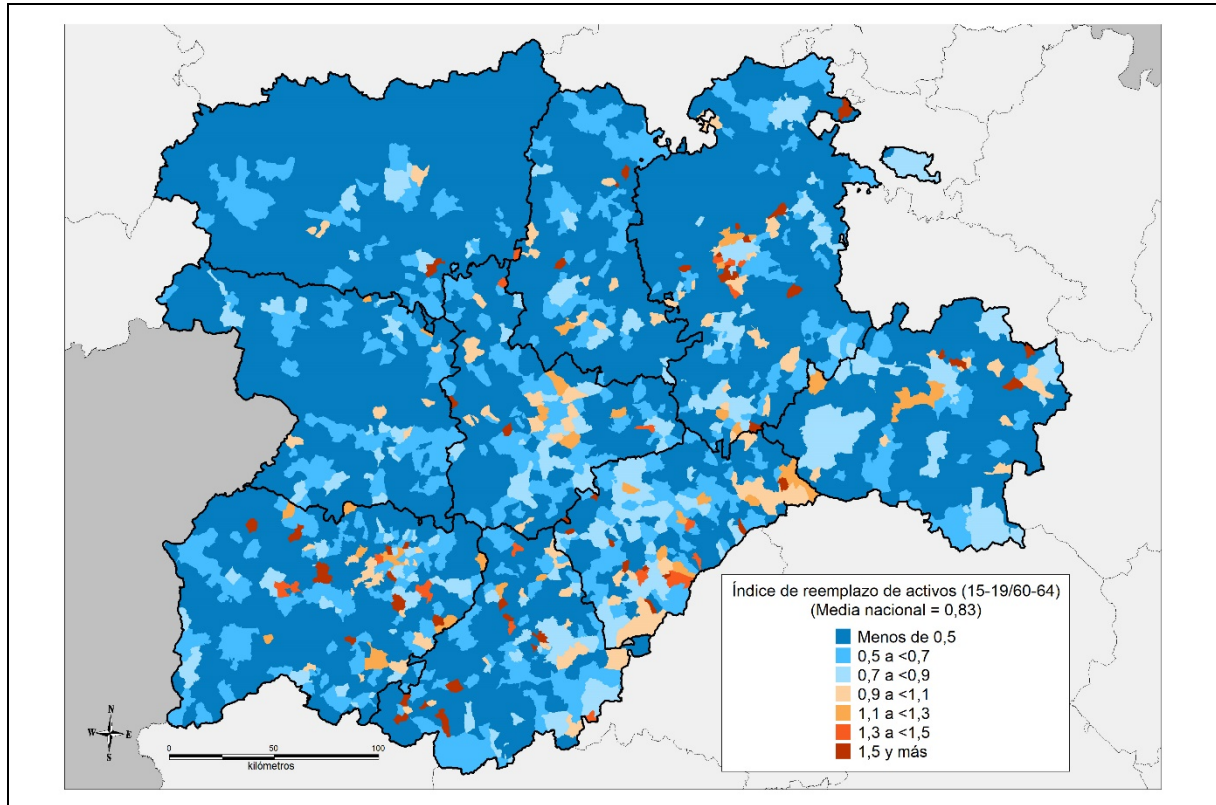 Índice de reemplazo de activos (15-19/60-64)
(Media nacional = 0,83)
Menos de 0,5
0,5 a <0,7
0,7 a <0,9
0,9 a <1,1
1,1 a <1,3
1,3 a <1,5
1,5 y más
N
W E
S
0 50 100
kilómetros